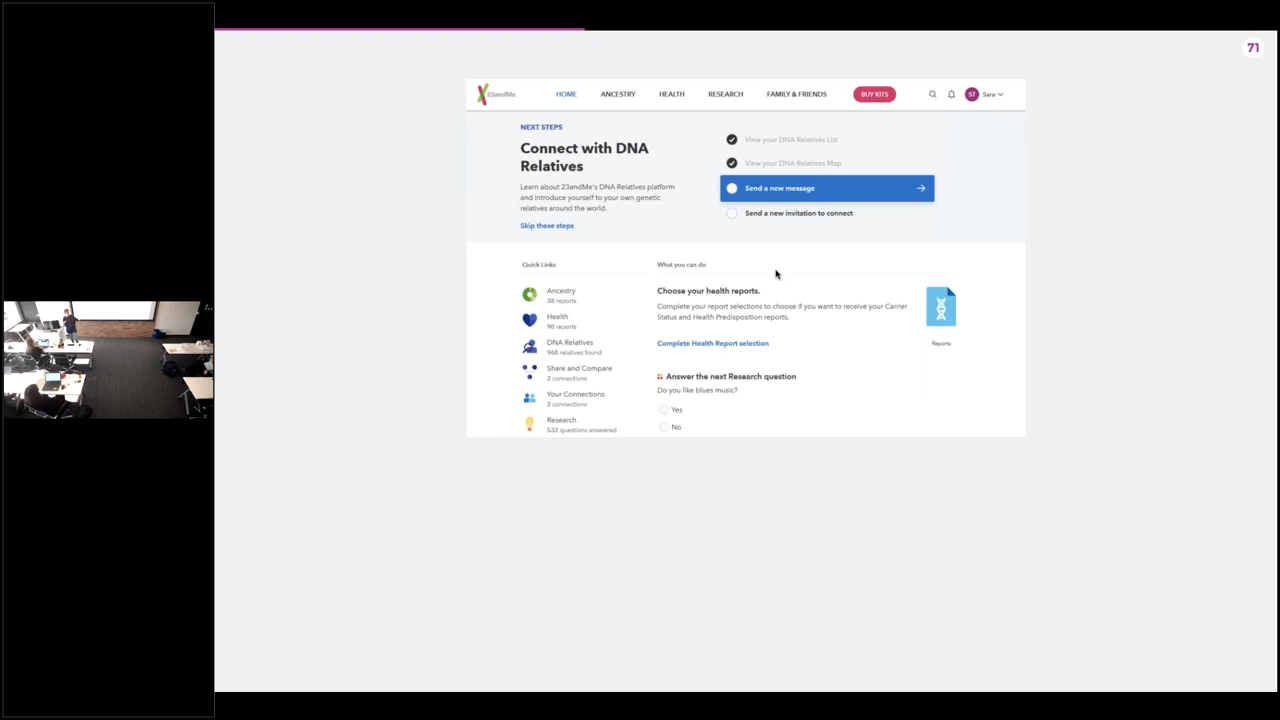 71
23andMe
HOME ANCESTRY HEALTH RESEARCH FAMILY & FRIENDS BUY KITS ST Sara
NEXT STEPS
Connect with DNA
Relatives
Learn about 23andMe's DNA Relatives platform
and introduce yourself to your own genetic
relatives around the world.
Skip these steps
View your DNA Relatives List
View your DNA Relatives Map
Send a new message
Send a new invitation to connect
Quick Links
Ancestry
38 reports
Health
90 reports
DNA Relatives
968 relatives found
Share and Compare
2 connections
Your Connections
2 connections
Research
532 questions answered
What you can do
Choose your health reports.
Complete your report selections to choose if you want to receive your Carrier
Status and Health Predisposition reports.
Complete Health Report selection
Reports
Answer the next Research question
Do you like blues music?
Yes
No